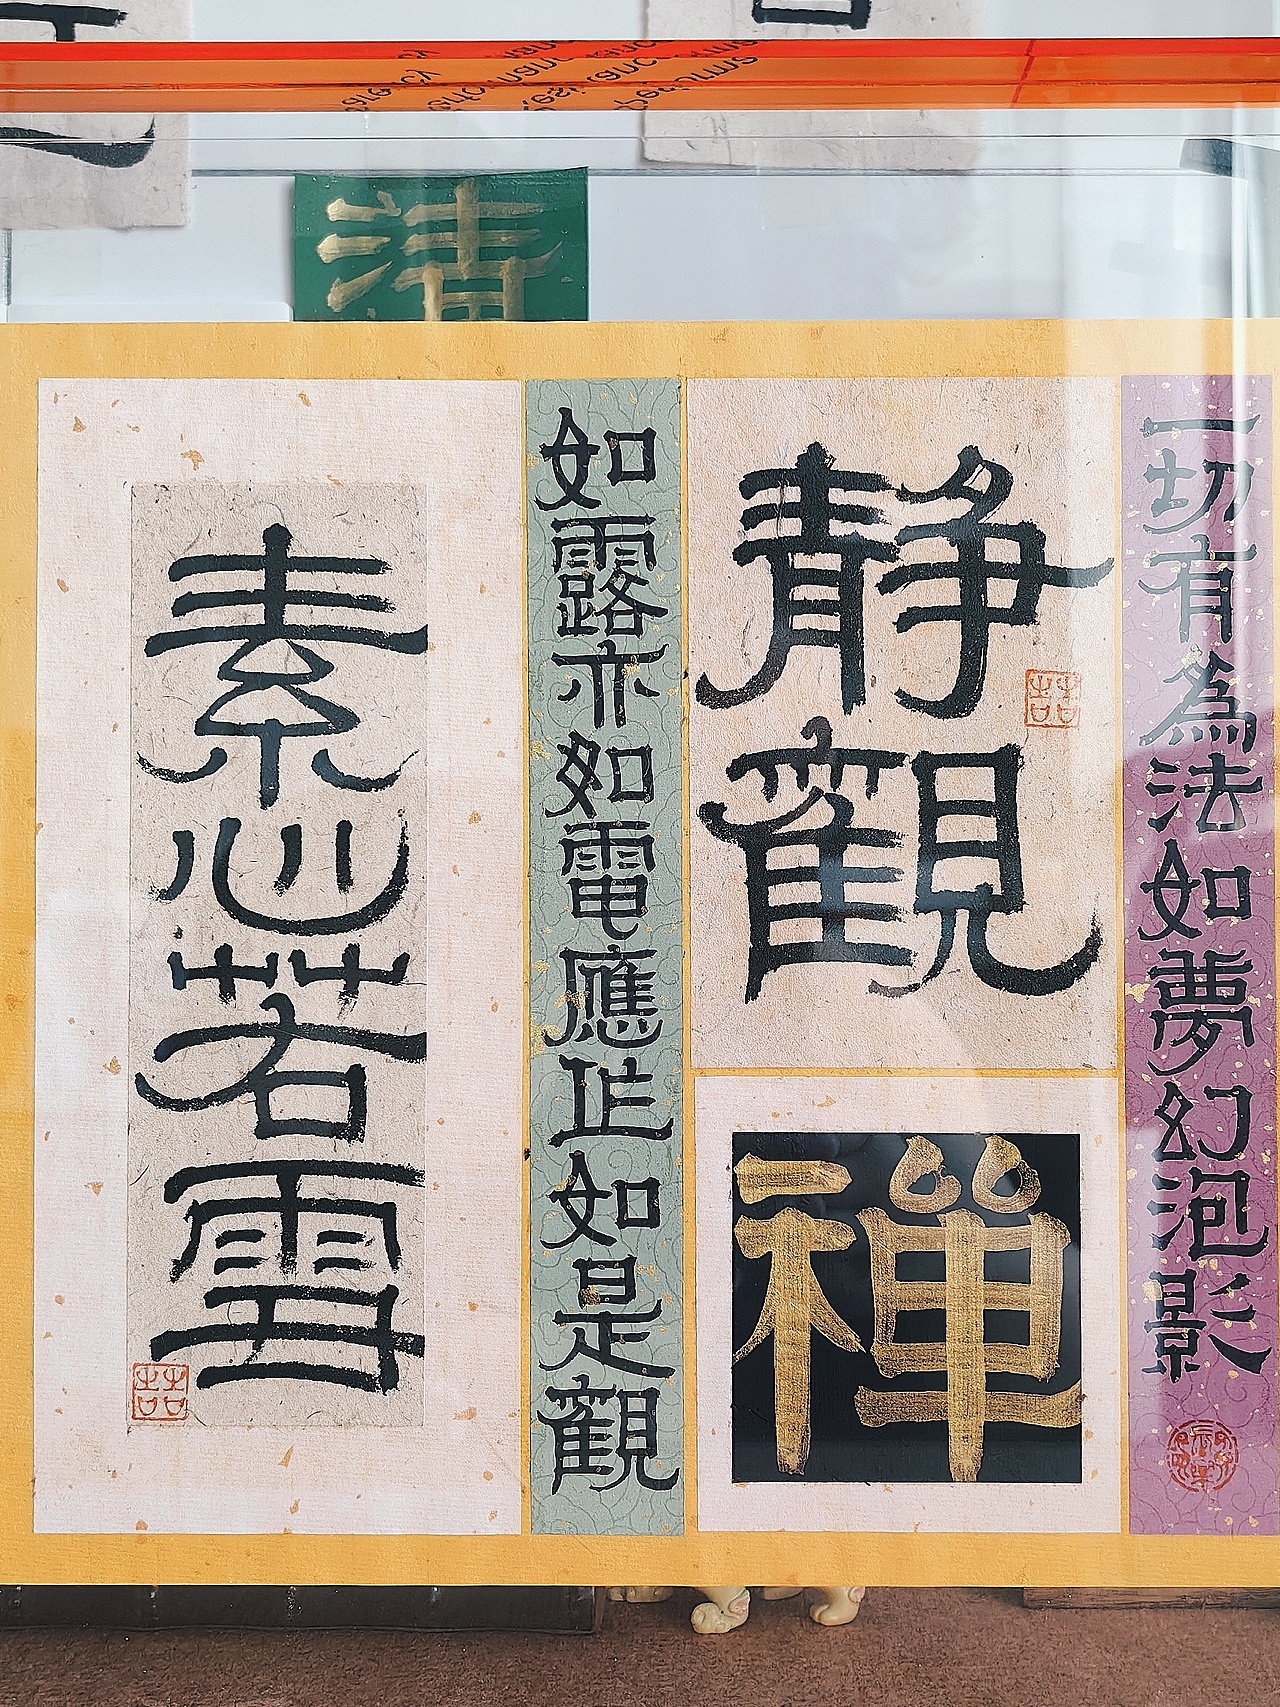 清
一切有為法如夢幻泡影
靜觀
禪
如露亦如電應作如是觀
素心若雪